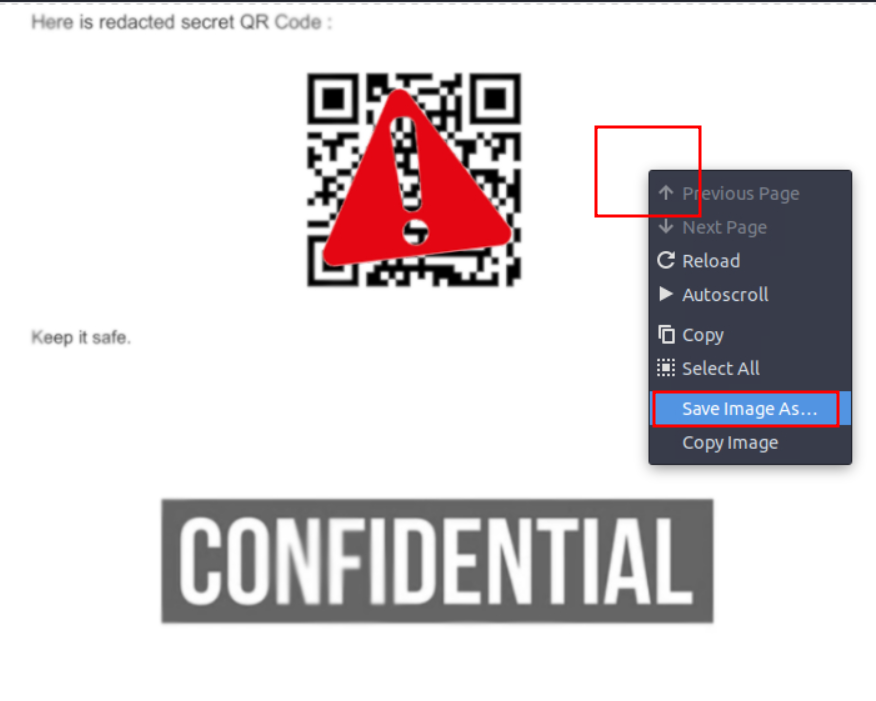 Here is redacted secret QR Code :
Previous Page
Next Page
Reload
Autoscroll
Copy
Select All
Save Image As...
Copy Image
Keep it safe.
CONFIDENTIAL